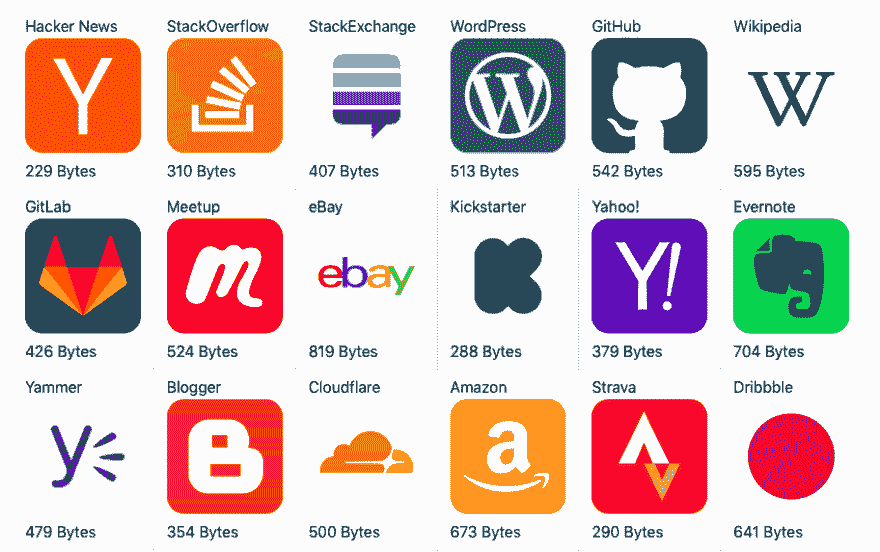 Hacker News StackOverflow StackExchange WordPress GitHub Wikipedia
Y W W
229 Bytes 310 Bytes 407 Bytes 513 Bytes 542 Bytes 595 Bytes
GitLab Meetup eBay Kickstarter Yahoo! Evernote
m ebay K Y!
426 Bytes 524 Bytes 819 Bytes 288 Bytes 379 Bytes 704 Bytes
Yammer Blogger Cloudflare Amazon Strava Dribbble
y B a
479 Bytes 354 Bytes 500 Bytes 673 Bytes 290 Bytes 641 Bytes